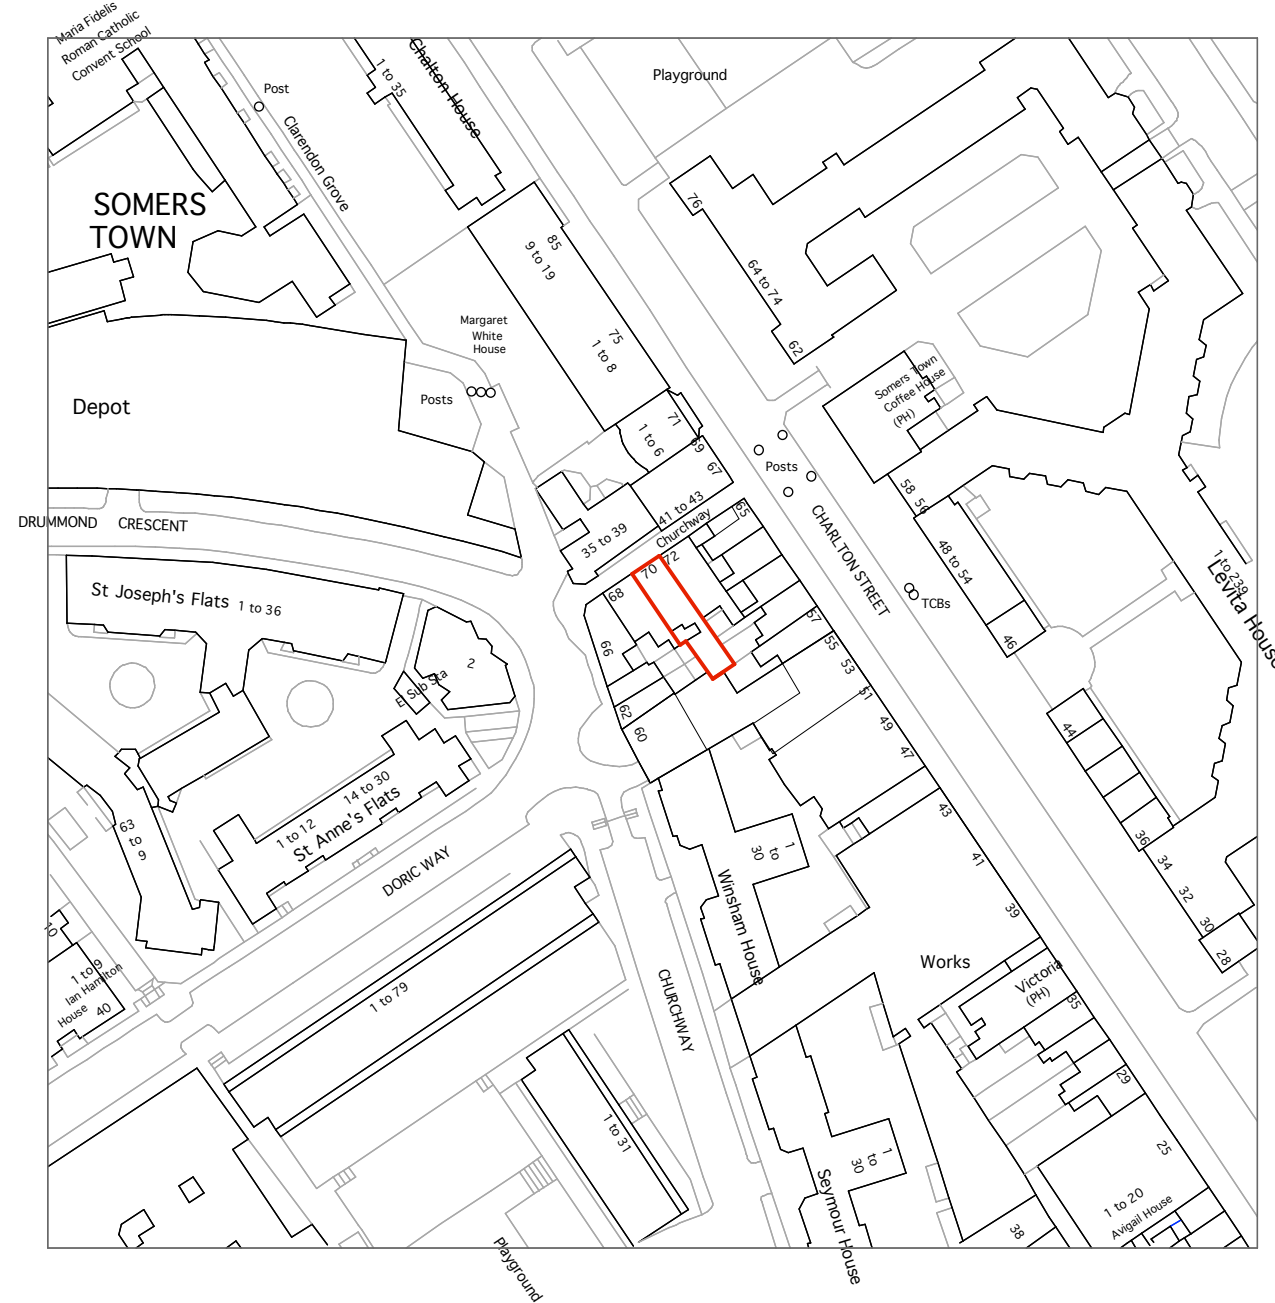 Maria Fidelis
Roman Catholic
Convent School
Post
Clarendon Grove
1 to 35
Chalton House
Playground
SOMERS
TOWN
76
64 to 74
62
85
9 to 19
75
1 to 8
Margaret
White
House
Posts
Depot
Somers Town
Coffee House
(PH)
71
1 to 6
69
67
Posts
58
56
41 to 43
Churchway
65
35 to 39
DRUMMOND
CRESCENT
CHARLTON STREET
48 to 54
TCBs
46
1 to 239
Levita House
St Joseph's Flats
1 to 36
68
70
72
66
62
60
57
55
53
51
49
47
2
E Sub Sta
44
36
34
32
30
28
63
to
9
14 to 30
1 to 12
St Anne's Flats
DORIC WAY
43
41
39
1
to
30
Winsham House
Works
Victoria
(PH)
35
29
25
10
1 to 9
Ian Hamilton
House
40
1 to 79
CHURCHWAY
1 to 31
1
to
30
Seymour House
38
1 to 20
Avigail House
Playground